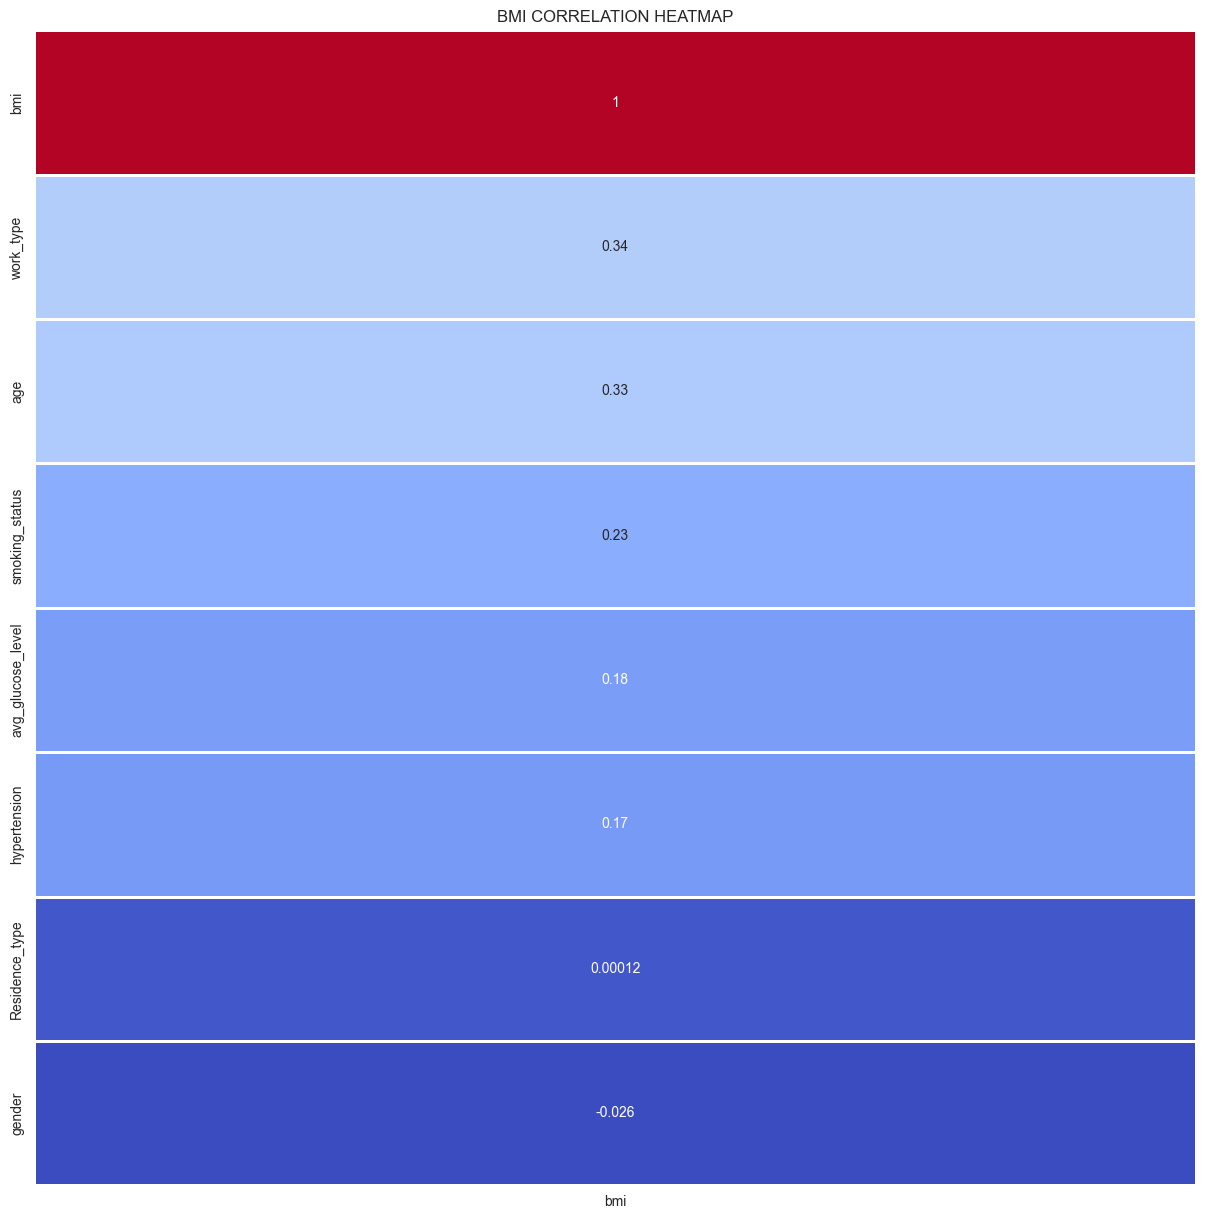 BMI CORRELATION HEATMAP
bmi
1
work_type
0.34
age
0.33
smoking_status
0.23
avg_glucose_level
0.18
hypertension
0.17
Residence_type
0.00012
gender
-0.026
bmi